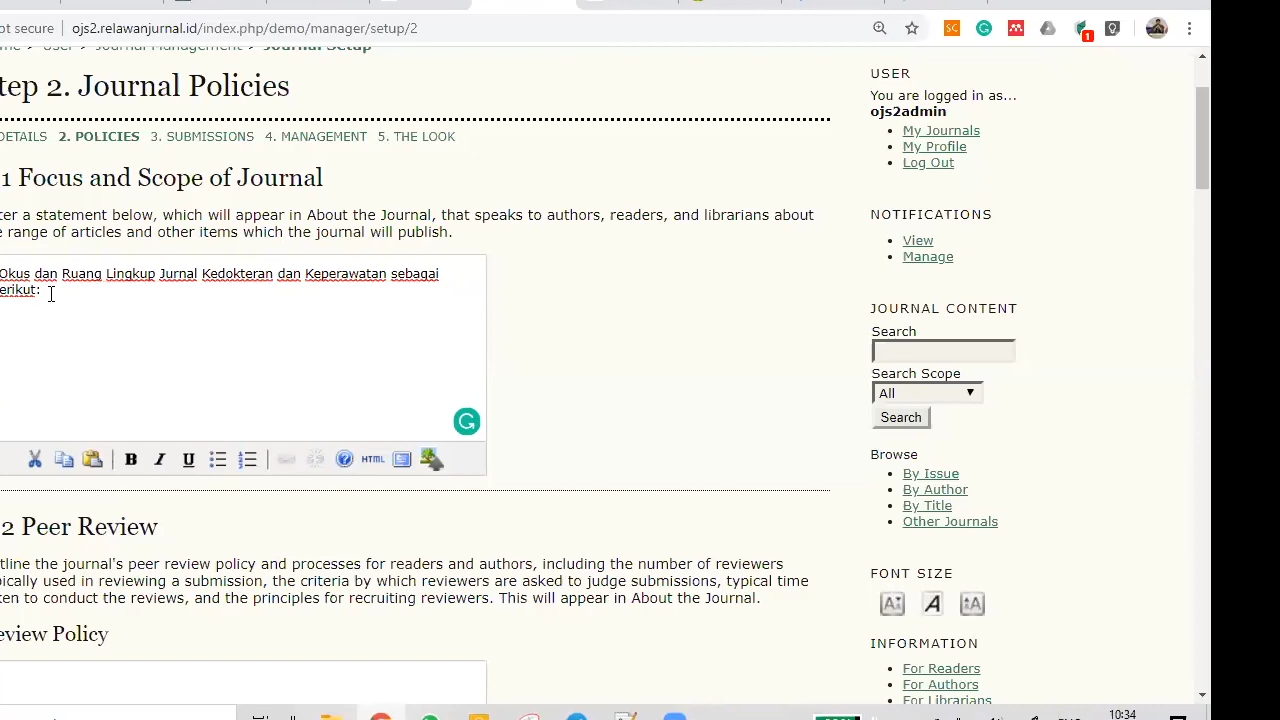 ot secure
ojs2.relawanjurnal.id/index.php/demo/manager/setup/2
SC
1
me > User > Journal Management > Journal Setup
tep 2. Journal Policies
DETAILS 2. POLICIES 3. SUBMISSIONS 4. MANAGEMENT 5. THE LOOK
1 Focus and Scope of Journal
ter a statement below, which will appear in About the Journal, that speaks to authors, readers, and librarians about
e range of articles and other items which the journal will publish.
Okus dan Ruang Lingkup Jurnal Kedokteran dan Keperawatan sebagai
erikut:
B I U HTML
2 Peer Review
tline the journal's peer review policy and processes for readers and authors, including the number of reviewers
pically used in reviewing a submission, the criteria by which reviewers are asked to judge submissions, typical time
ken to conduct the reviews, and the principles for recruiting reviewers. This will appear in About the Journal.
eview Policy
USER
You are logged in as...
ojs2admin
My Journals
My Profile
Log Out
NOTIFICATIONS
View
Manage
JOURNAL CONTENT
Search
Search Scope
All
Search
Browse
By Issue
By Author
By Title
Other Journals
FONT SIZE
INFORMATION
For Readers
For Authors
For Librarians
10:34